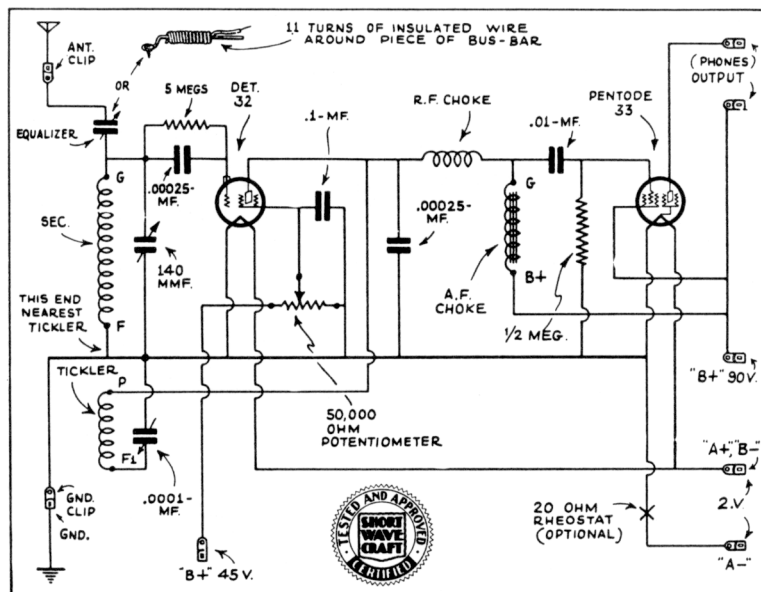 11 TURNS OF INSULATED WIRE
AROUND PIECE OF BUS-BAR
ANT.
CLIP
OR
EQUALIZER
5 MEGS
DET.
32
.1-MF.
R.F. CHOKE
.01-MF.
PENTODE
33
(PHONES)
OUTPUT
G
.00025-
MF.
SEC.
140
MMF.
THIS END
NEAREST
TICKLER
F
.00025-
MF.
G
B+
A.F.
CHOKE
1/2 MEG.
"B+" 90V.
TICKLER
P
F1
.0001-
MF.
50,000
OHM
POTENTIOMETER
GND.
CLIP
GND.
"B+" 45 V.
TESTED AND APPROVED
SHORT
WAVE
CRAFT
CERTIFIED
20 OHM
RHEOSTAT
(OPTIONAL)
"A+","B-"
2.V.
"A-"